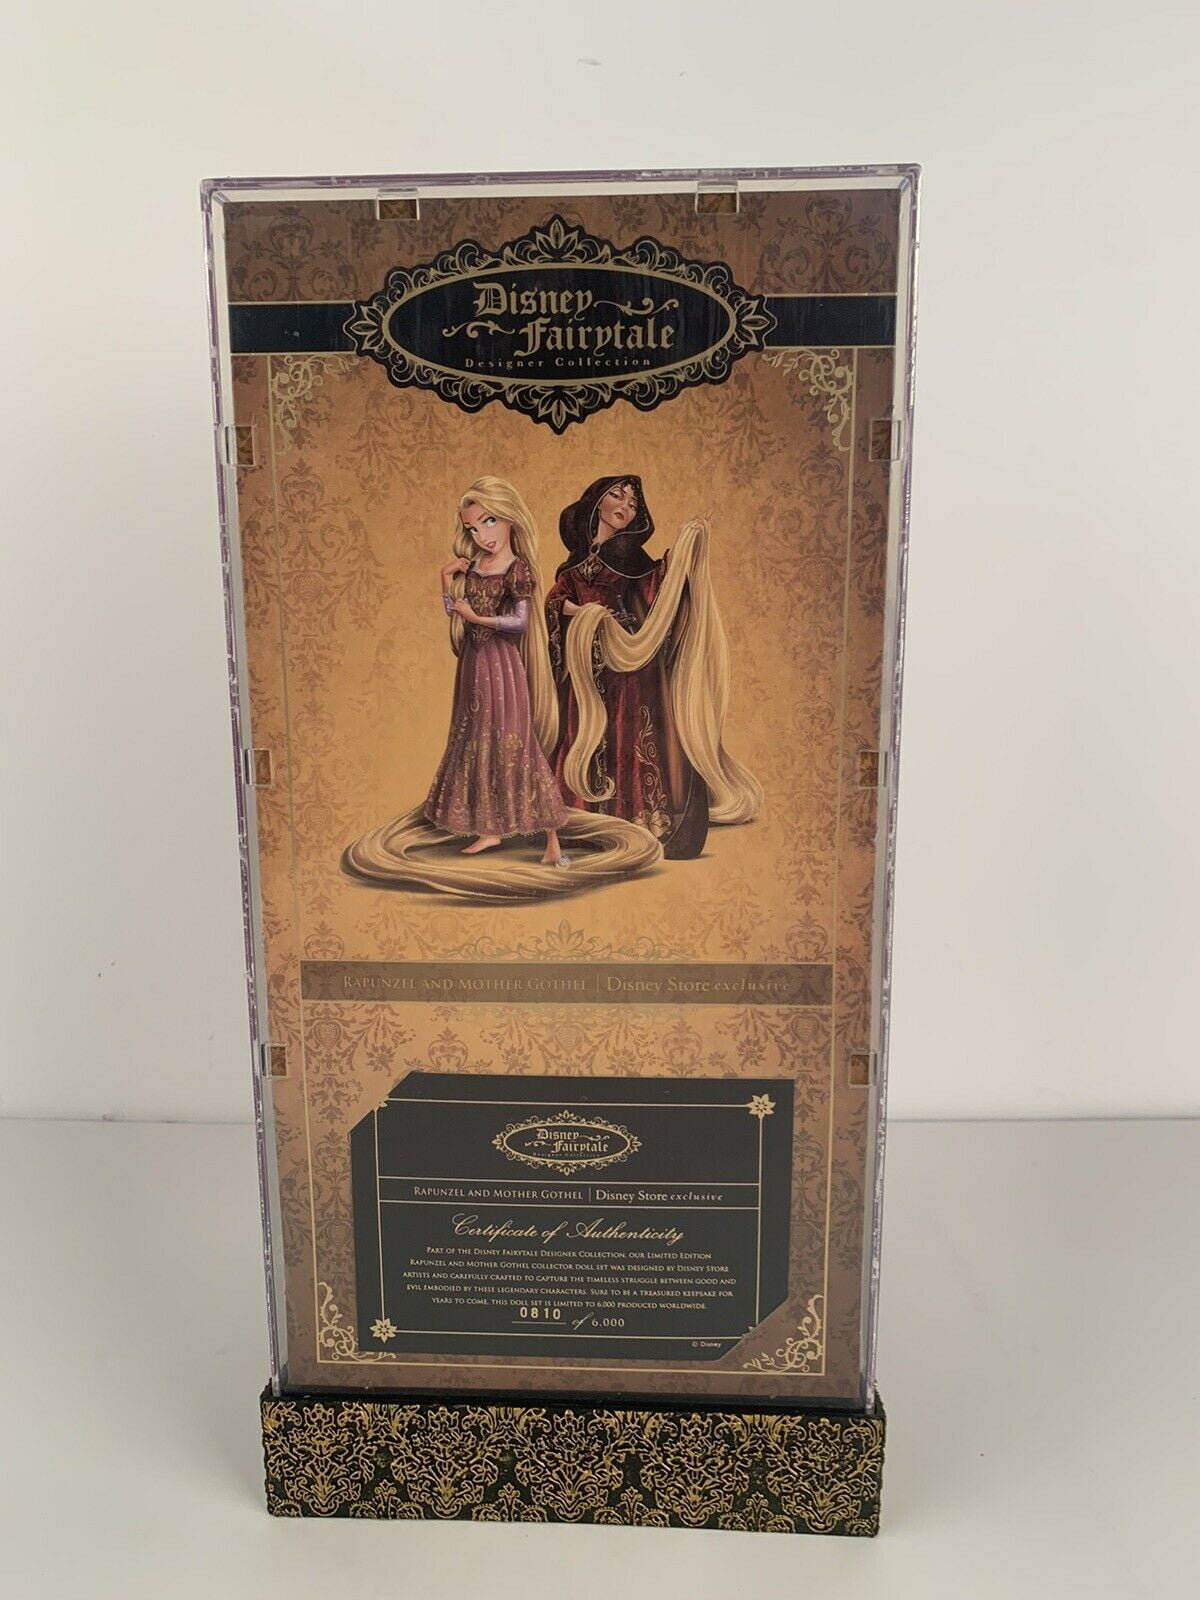 Disney
Fairytale
Designer Collection
RAPUNZEL AND MOTHER GOTHEL | Disney Store exclusive
Disney
Fairytale
Designer Collection
RAPUNZEL AND MOTHER GOTHEL | Disney Store exclusive
Certificate of Authenticity
PART OF THE DISNEY FAIRYTALE DESIGNER COLLECTION, OUR LIMITED EDITION
RAPUNZEL AND MOTHER GOTHEL COLLECTOR DOLL SET WAS DESIGNED BY DISNEY STORE
ARTISTS AND CAREFULLY CRAFTED TO CAPTURE THE TIMELESS STRUGGLE BETWEEN GOOD AND
EVIL EMBODIED BY THESE LEGENDARY CHARACTERS. SURE TO BE A TREASURED KEEPSAKE FOR
YEARS TO COME, THIS DOLL SET IS LIMITED TO 6,000 PRODUCED WORLDWIDE.
0810 of 6,000
© Disney